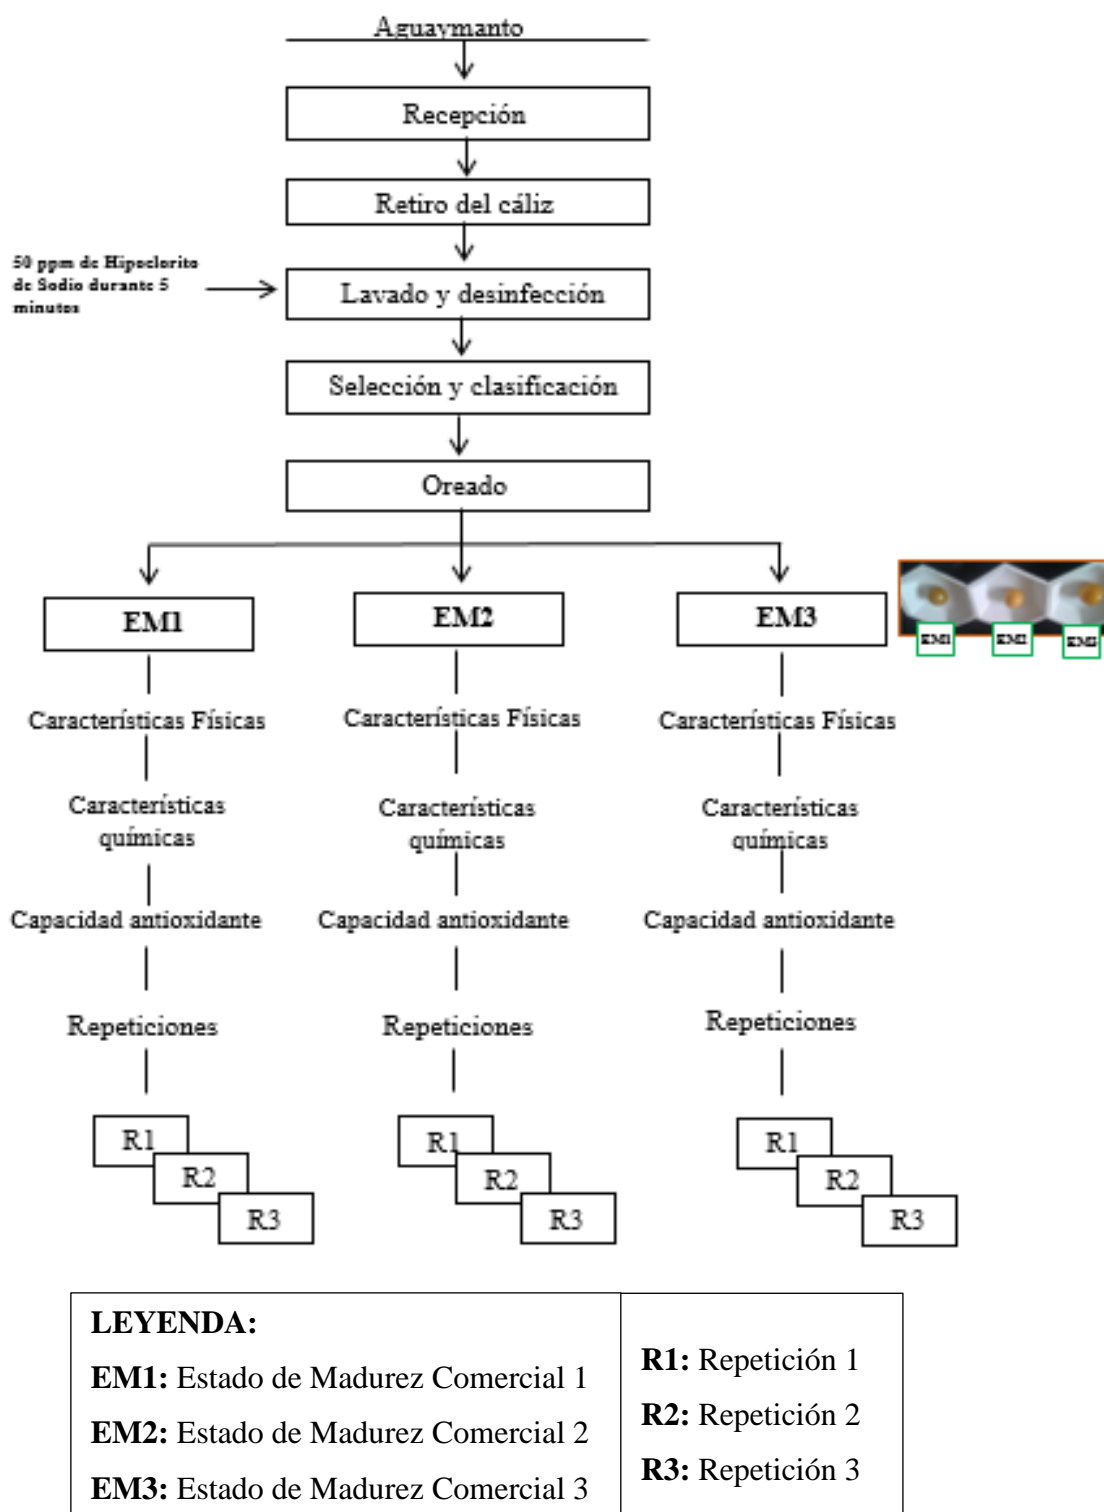 Aguaymanto
Recepción
Retiro del cáliz
50 ppm de Hipoclorito
de Sodio durante 5
minutos
Lavado y desinfección
Selección y clasificación
Oreado
EM1
EM2
EM3
EM1
EM2
EM3
Características Físicas
Características Físicas
Características Físicas
Características
químicas
Características
químicas
Características
químicas
Capacidad antioxidante
Capacidad antioxidante
Capacidad antioxidante
Repeticiones
Repeticiones
Repeticiones
R1
R2
R3
R1
R2
R3
R1
R2
R3
LEYENDA:
EM1: Estado de Madurez Comercial 1
EM2: Estado de Madurez Comercial 2
EM3: Estado de Madurez Comercial 3
R1: Repetición 1
R2: Repetición 2
R3: Repetición 3